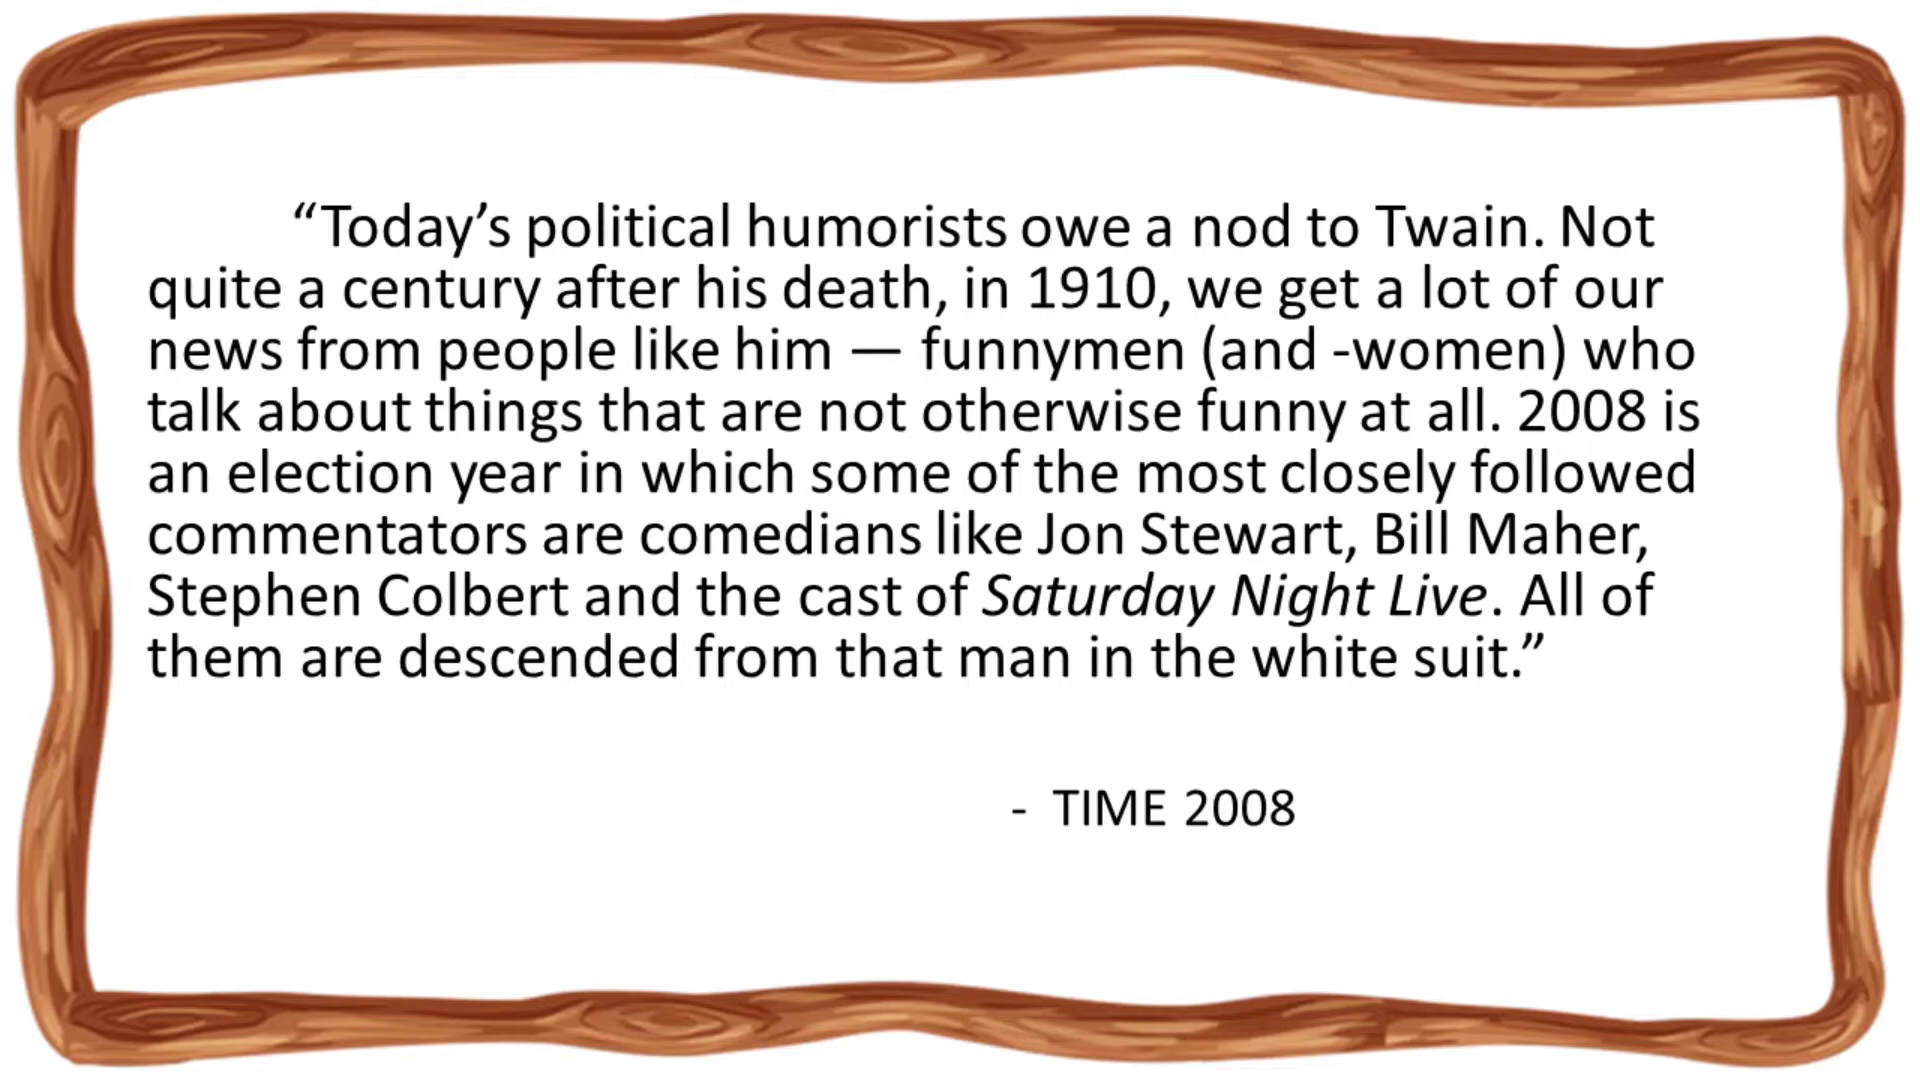 “Today’s political humorists owe a nod to Twain. Not
quite a century after his death, in 1910, we get a lot of our
news from people like him — funnymen (and -women) who
talk about things that are not otherwise funny at all. 2008 is
an election year in which some of the most closely followed
commentators are comedians like Jon Stewart, Bill Maher,
Stephen Colbert and the cast of Saturday Night Live. All of
them are descended from that man in the white suit.”
- TIME 2008